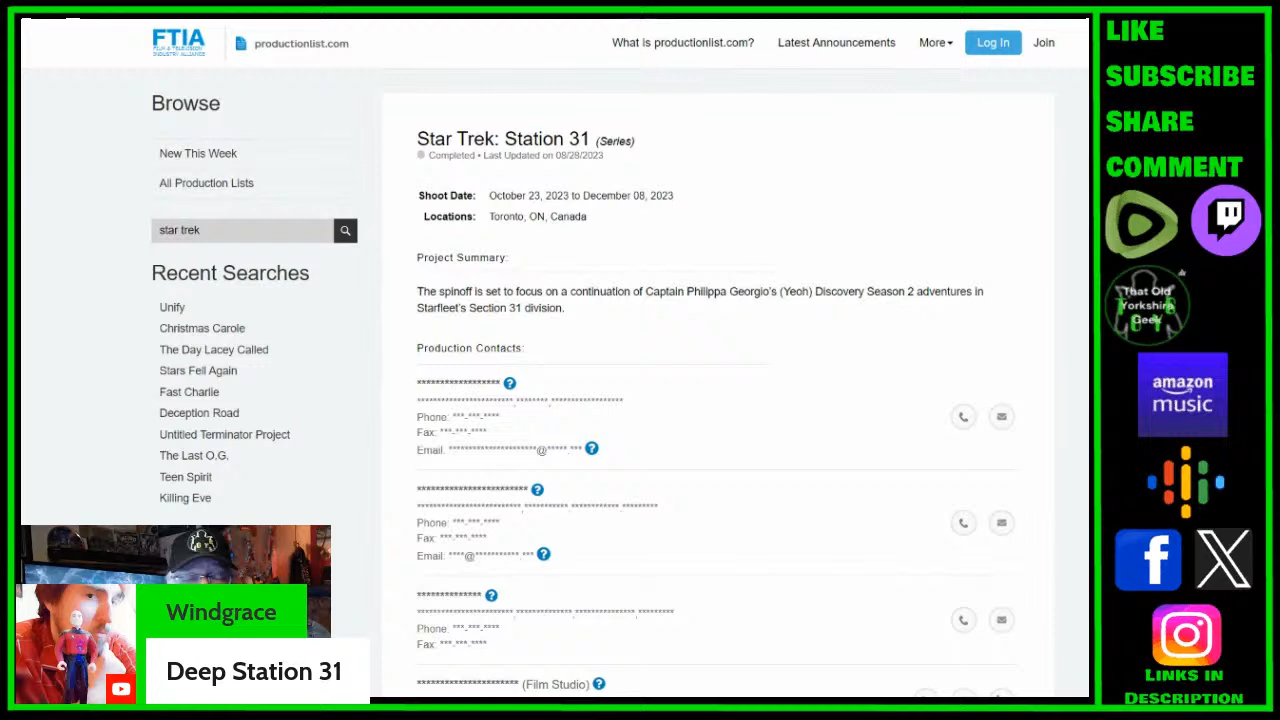 FTIA
FILM & TELEVISION
INDUSTRY ALLIANCE
productionlist.com
What is productionlist.com?
Latest Announcements
More
Log In
Join
Browse
New This Week
All Production Lists
star trek
Recent Searches
Unify
Christmas Carole
The Day Lacey Called
Stars Fell Again
Fast Charlie
Deception Road
Untitled Terminator Project
The Last O.G.
Teen Spirit
Killing Eve
Star Trek: Station 31 (Series)
Completed • Last Updated on 08/28/2023
Shoot Date: October 23, 2023 to December 08, 2023
Locations: Toronto, ON, Canada
Project Summary:
The spinoff is set to focus on a continuation of Captain Philippa Georgio's (Yeoh) Discovery Season 2 adventures in
Starfleet's Section 31 division.
Production Contacts:
Phone: ***-***-****
Fax: ***-***-****
Email:
Phone: ***-***-****
Fax: ***-***-****
Email:
Phone: ***-***-****
Fax: ***-***-****
(Film Studio)
Windgrace
Deep Station 31
LIKE
SUBSCRIBE
SHARE
COMMENT
That Old
Yorkshire
Geek
amazon
music
LINKS IN
DESCRIPTION